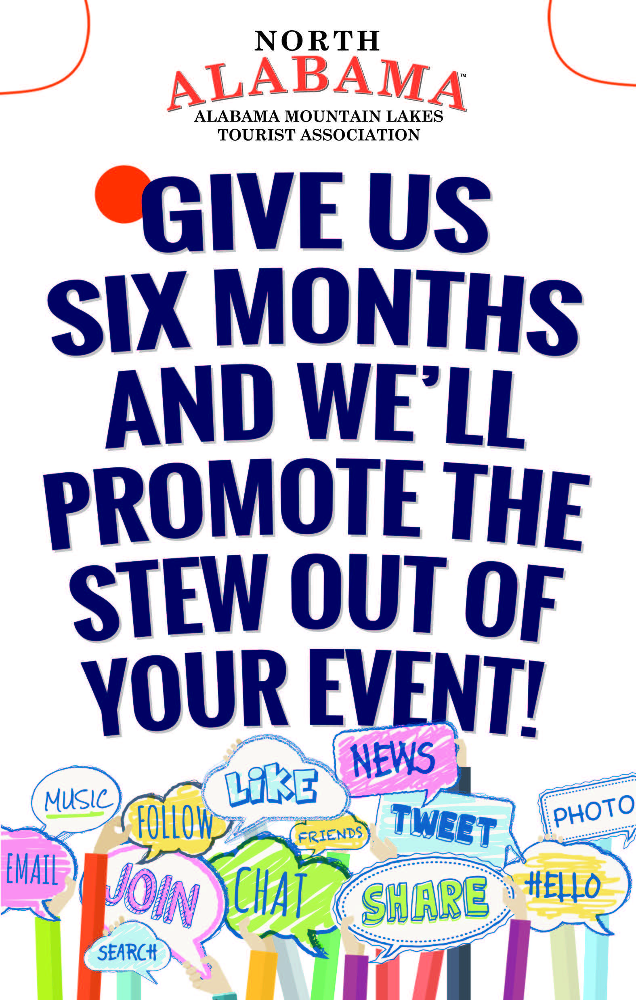 NORTH
ALABAMA™
ALABAMA MOUNTAIN LAKES
TOURIST ASSOCIATION
GIVE US
SIX MONTHS
AND WE'LL
PROMOTE THE
STEW OUT OF
YOUR EVENT!
NEWS
LiKE
MUSIC
FOLLOW
FRIENDS
TWEET
PHOTO
EMAIL
JOIN
CHAT
SHARE
HELLO
SEARCH